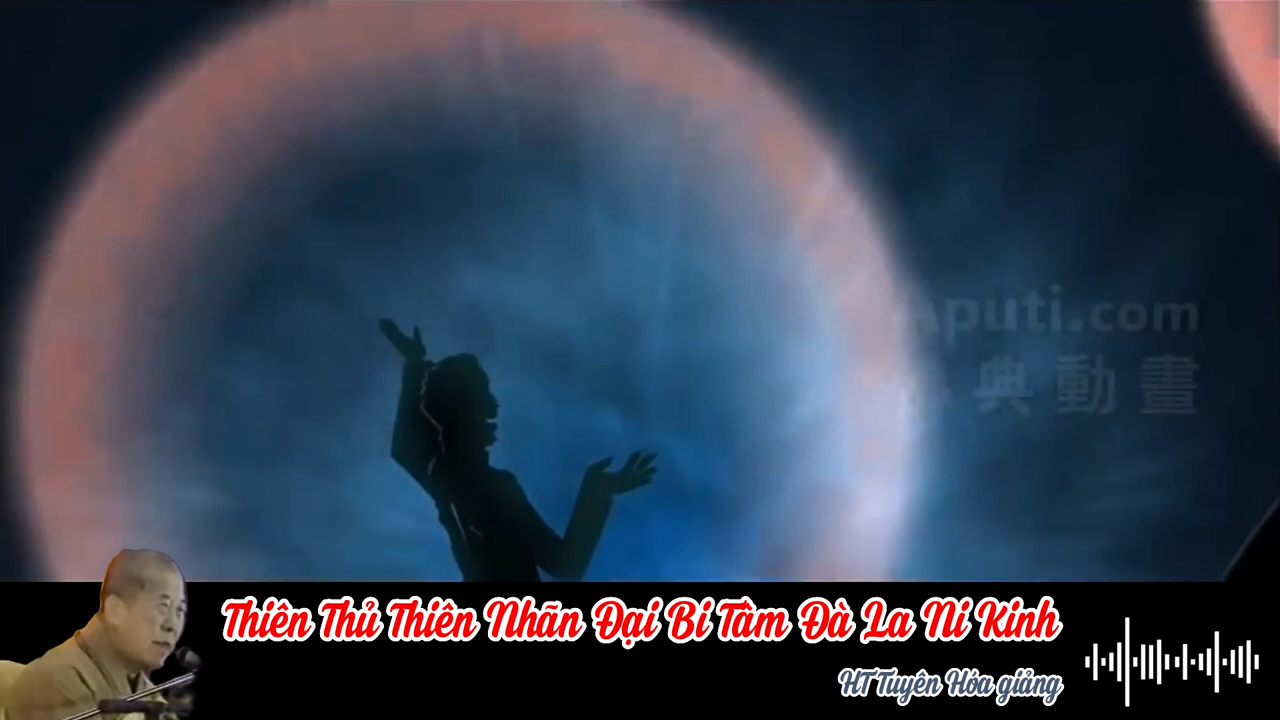 Aputi.com
典動畫
Thiên Thủ Thiên Nhãn Đại Bi Tâm Đà La Ni Kinh
HT Tuyên Hóa giảng